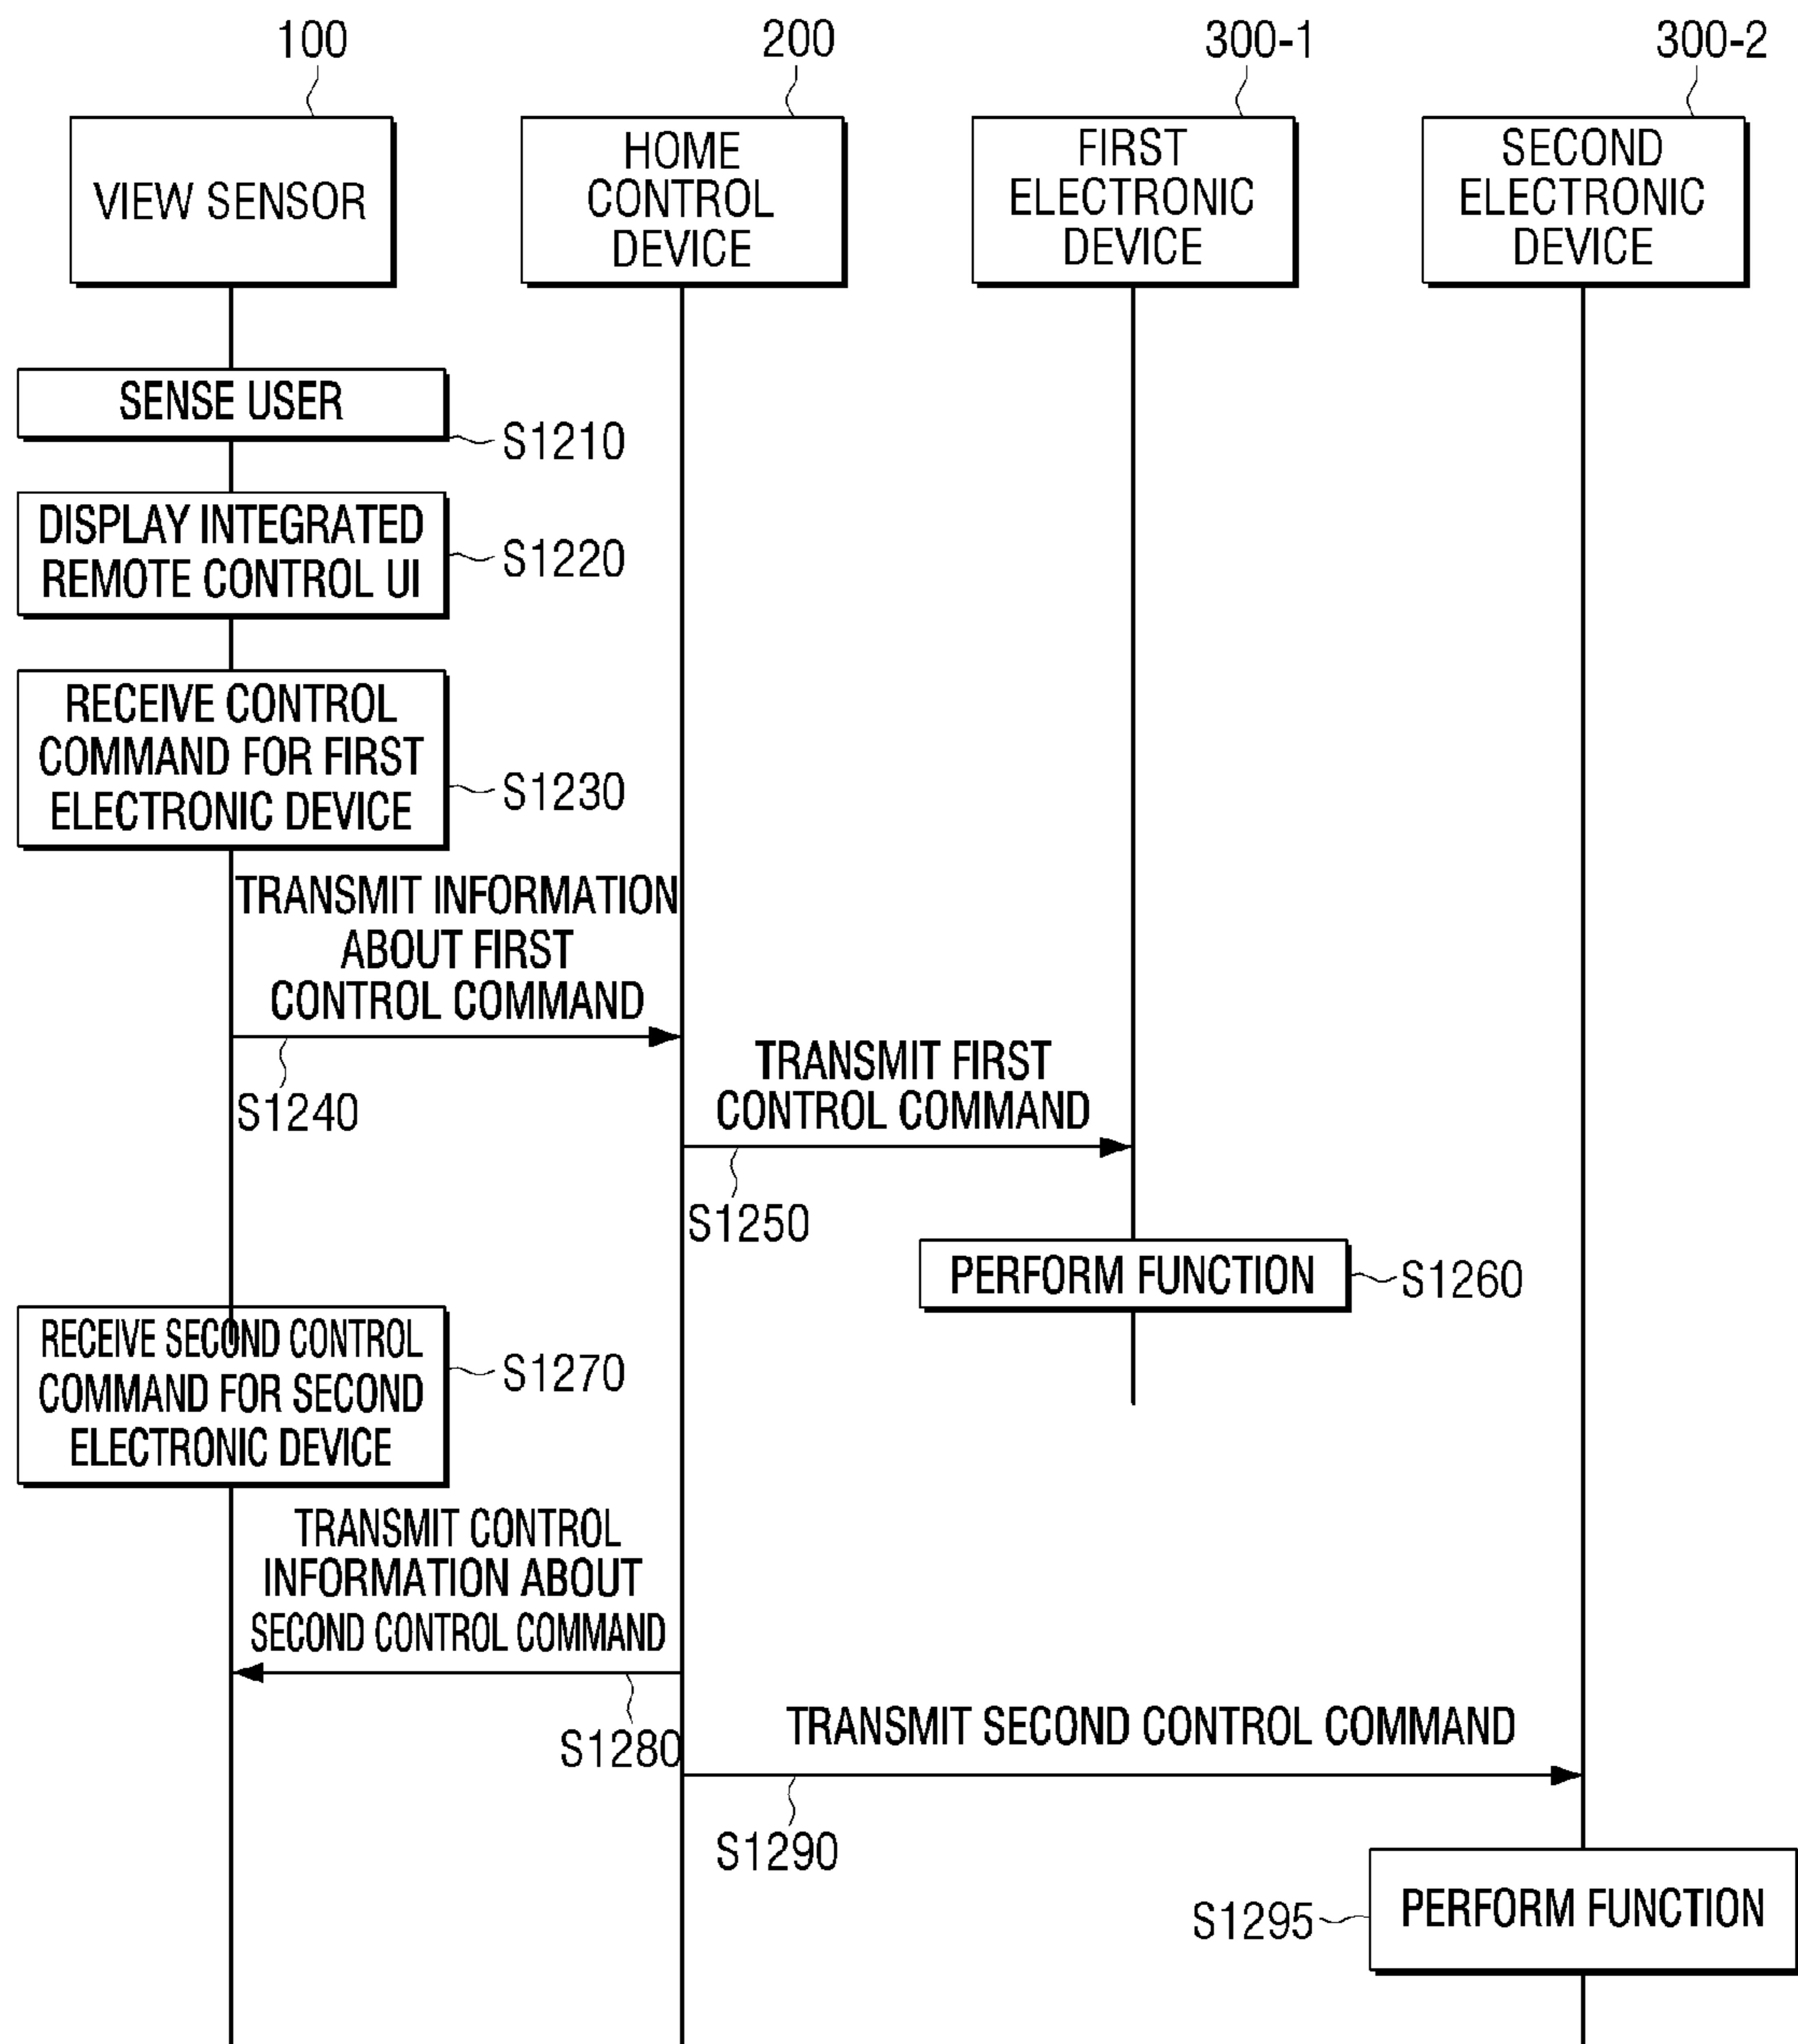 100
200
300-1
300-2
VIEW SENSOR
HOME
CONTROL
DEVICE
FIRST
ELECTRONIC
DEVICE
SECOND
ELECTRONIC
DEVICE
SENSE USER
S1210
DISPLAY INTEGRATED
REMOTE CONTROL UI
S1220
RECEIVE CONTROL
COMMAND FOR FIRST
ELECTRONIC DEVICE
S1230
TRANSMIT INFORMATION
ABOUT FIRST
CONTROL COMMAND
S1240
TRANSMIT FIRST
CONTROL COMMAND
S1250
PERFORM FUNCTION
S1260
RECEIVE SECOND CONTROL
COMMAND FOR SECOND
ELECTRONIC DEVICE
S1270
TRANSMIT CONTROL
INFORMATION ABOUT
SECOND CONTROL COMMAND
S1280
TRANSMIT SECOND CONTROL COMMAND
S1290
PERFORM FUNCTION
S1295